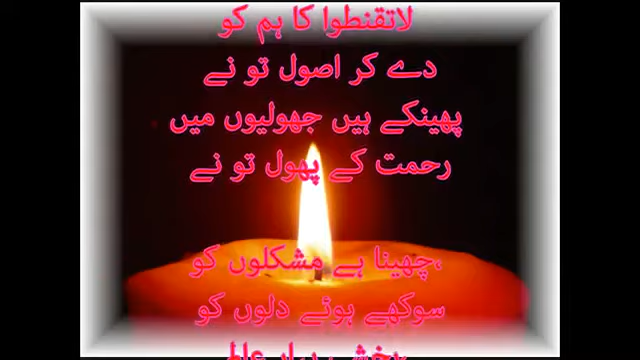 لاتقنطوا کا ہم کو
دے کر اصول تو نے
پھینکے ہیں جھولیوں میں
رحمت کے پھول تو نے
چھینا ہے مشکلوں کو،
سوکھے ہوئے دلوں کو